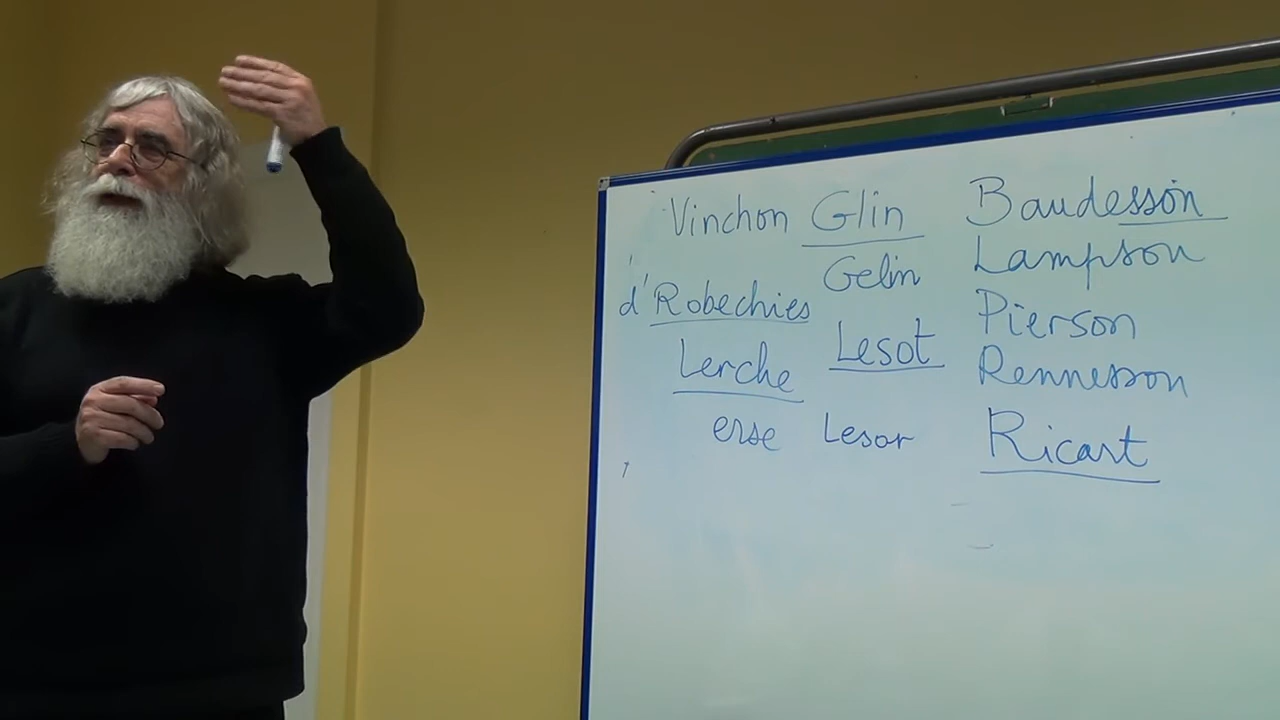 Vinchon Glin Baudesson
Gelin Lampson
d'Robechies Pierson
Lerche Lesot Rennesson
erse Lesor Ricart